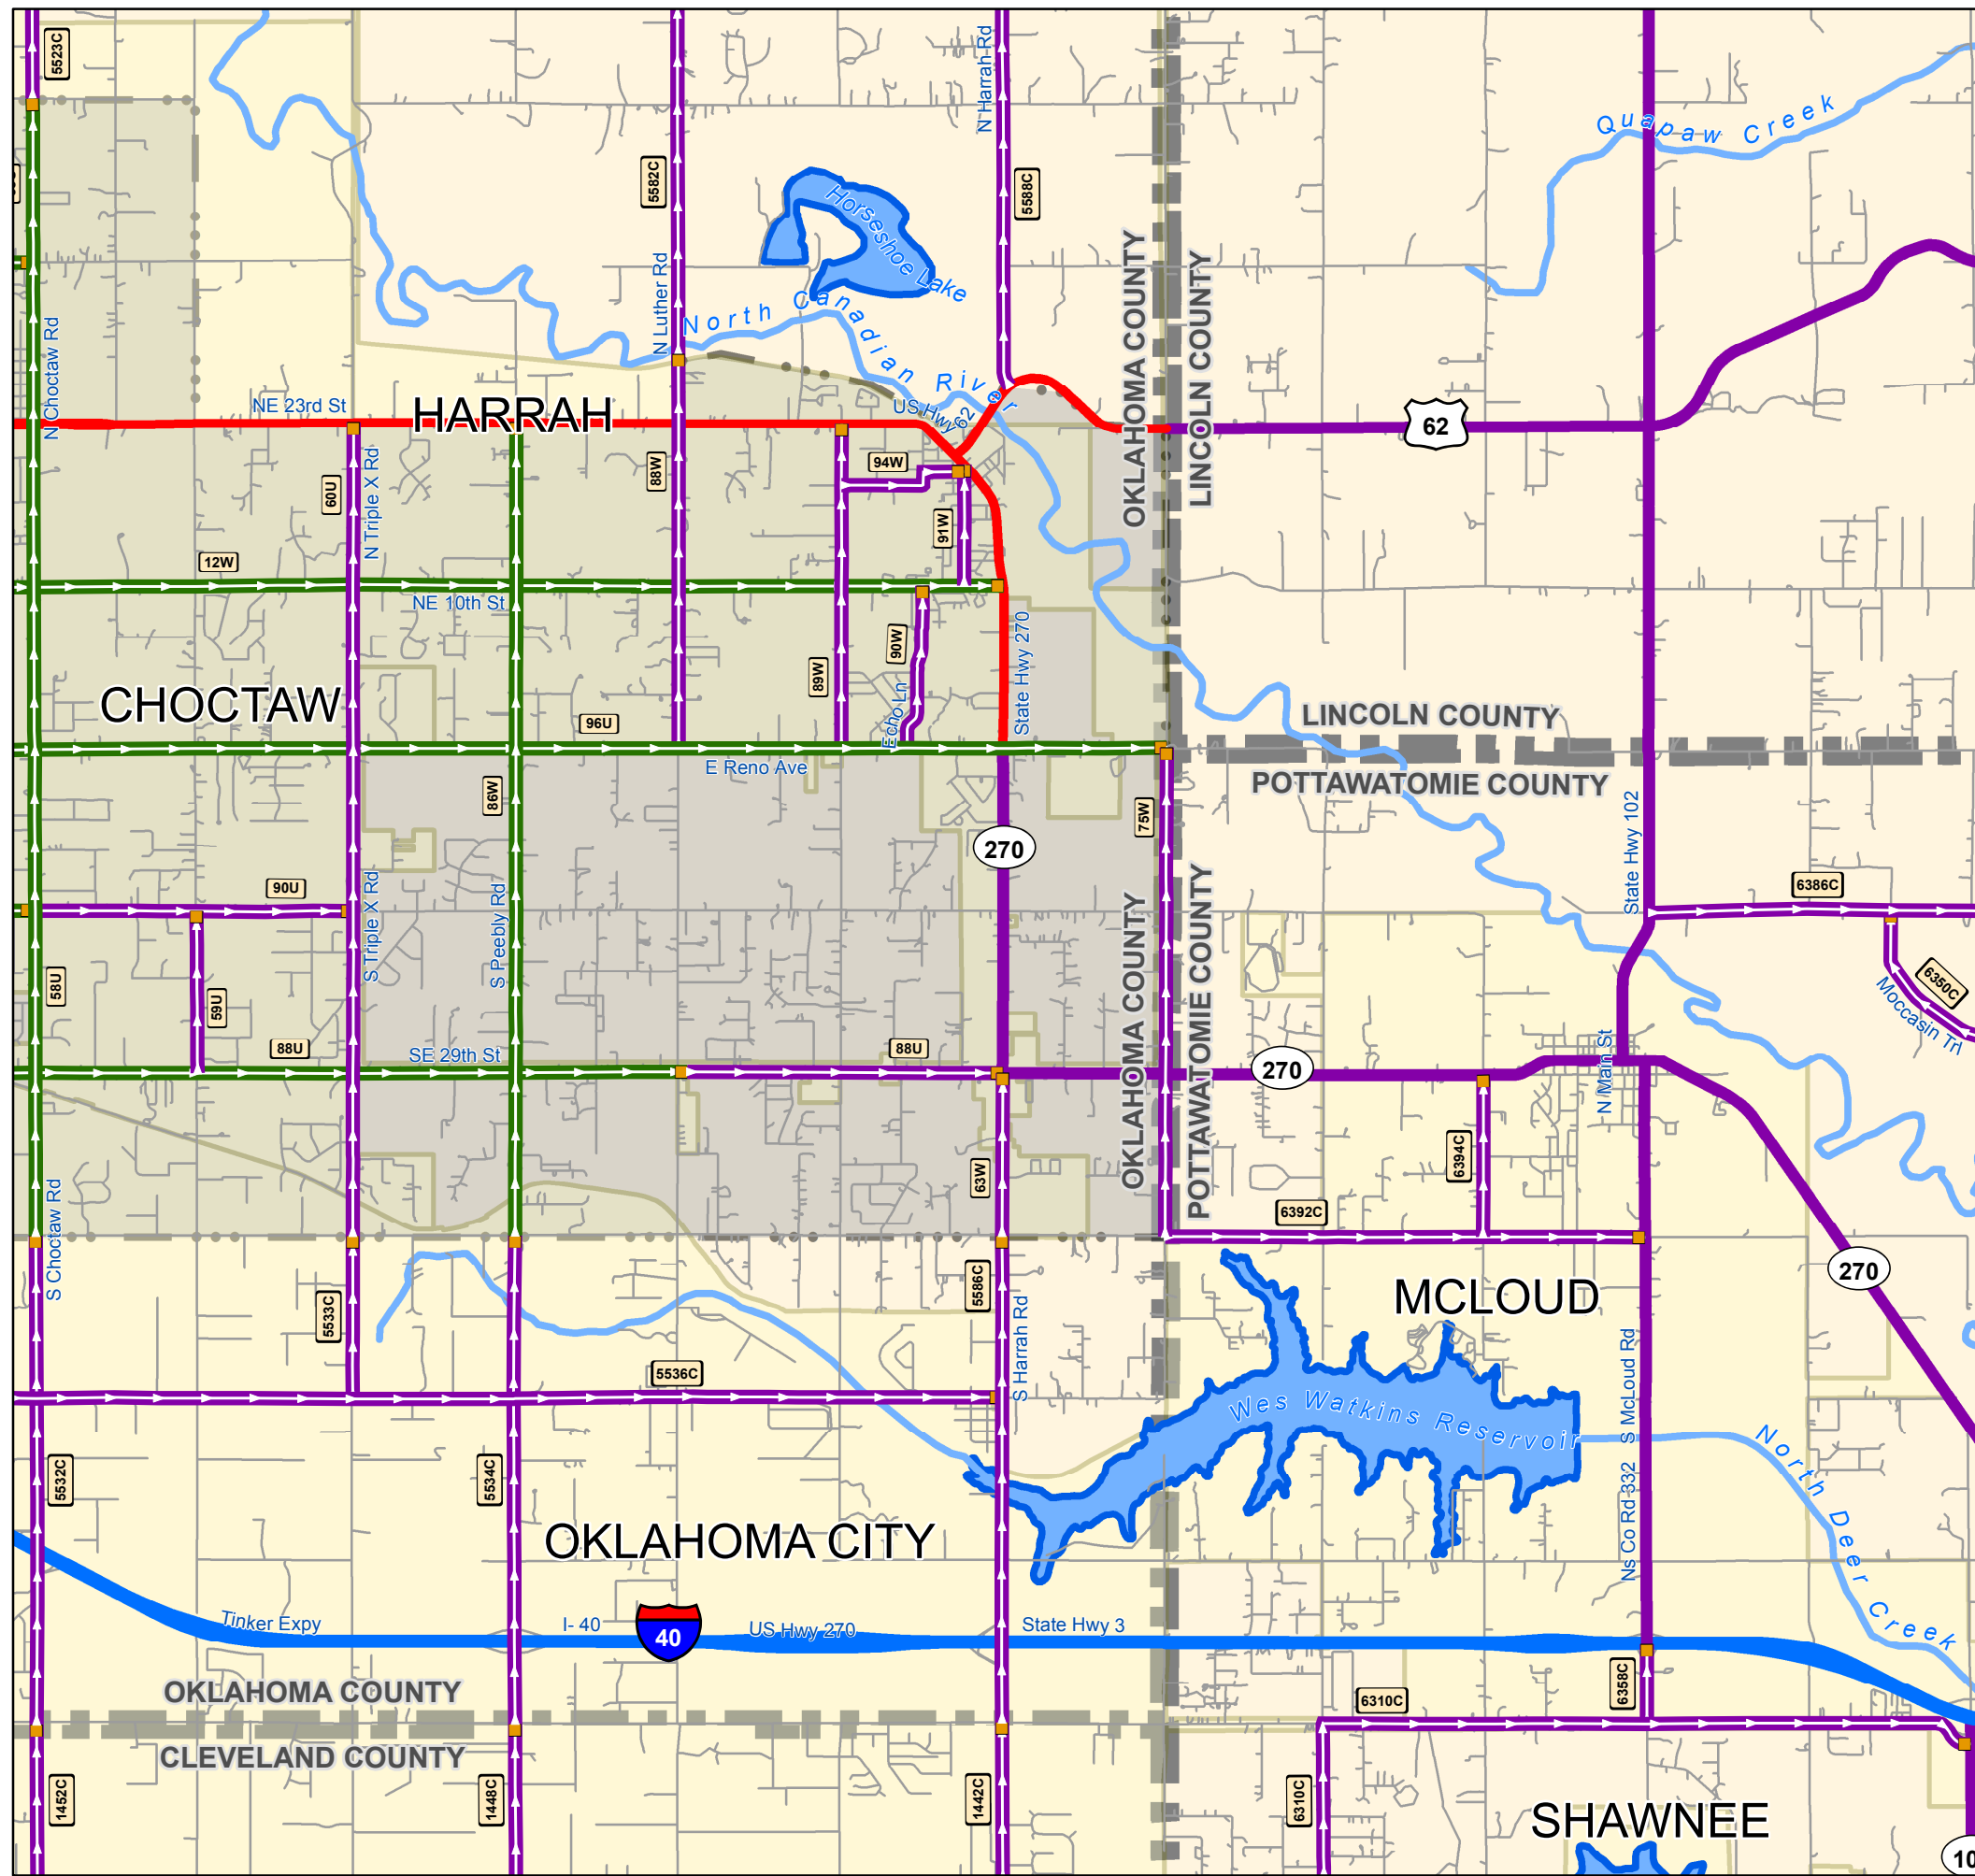 5523C
N Harrah Rd
Quapaw Creek
5582C
5588C
Horseshoe Lake
N Luther Rd
North Canadian River
OKLAHOMA COUNTY
LINCOLN COUNTY
N Choctaw Rd
NE 23rd St
HARRAH
US Hwy 62
62
60U
N Triple X Rd
88W
94W
91W
12W
NE 10th St
90W
89W
Echo Ln
State Hwy 270
CHOCTAW
96U
E Reno Ave
LINCOLN COUNTY
POTTAWATOMIE COUNTY
86W
75W
270
State Hwy 102
90U
6386C
S Triple X Rd
S Peebly Rd
OKLAHOMA COUNTY
POTTAWATOMIE COUNTY
58U
59U
6350C
Moccasin Trl
88U
SE 29th St
88U
270
N Main St
63W
6394C
S Choctaw Rd
6392C
5533C
5586C
MCLOUD
270
S Harrah Rd
5536C
Wes Watkins Reservoir
S McLoud Rd
North Deer Creek
5532C
5534C
Ns Co Rd 332
OKLAHOMA CITY
Tinker Expy
I- 40
40
US Hwy 270
State Hwy 3
OKLAHOMA COUNTY
CLEVELAND COUNTY
6358C
6310C
1452C
1448C
1442C
6310C
SHAWNEE
10